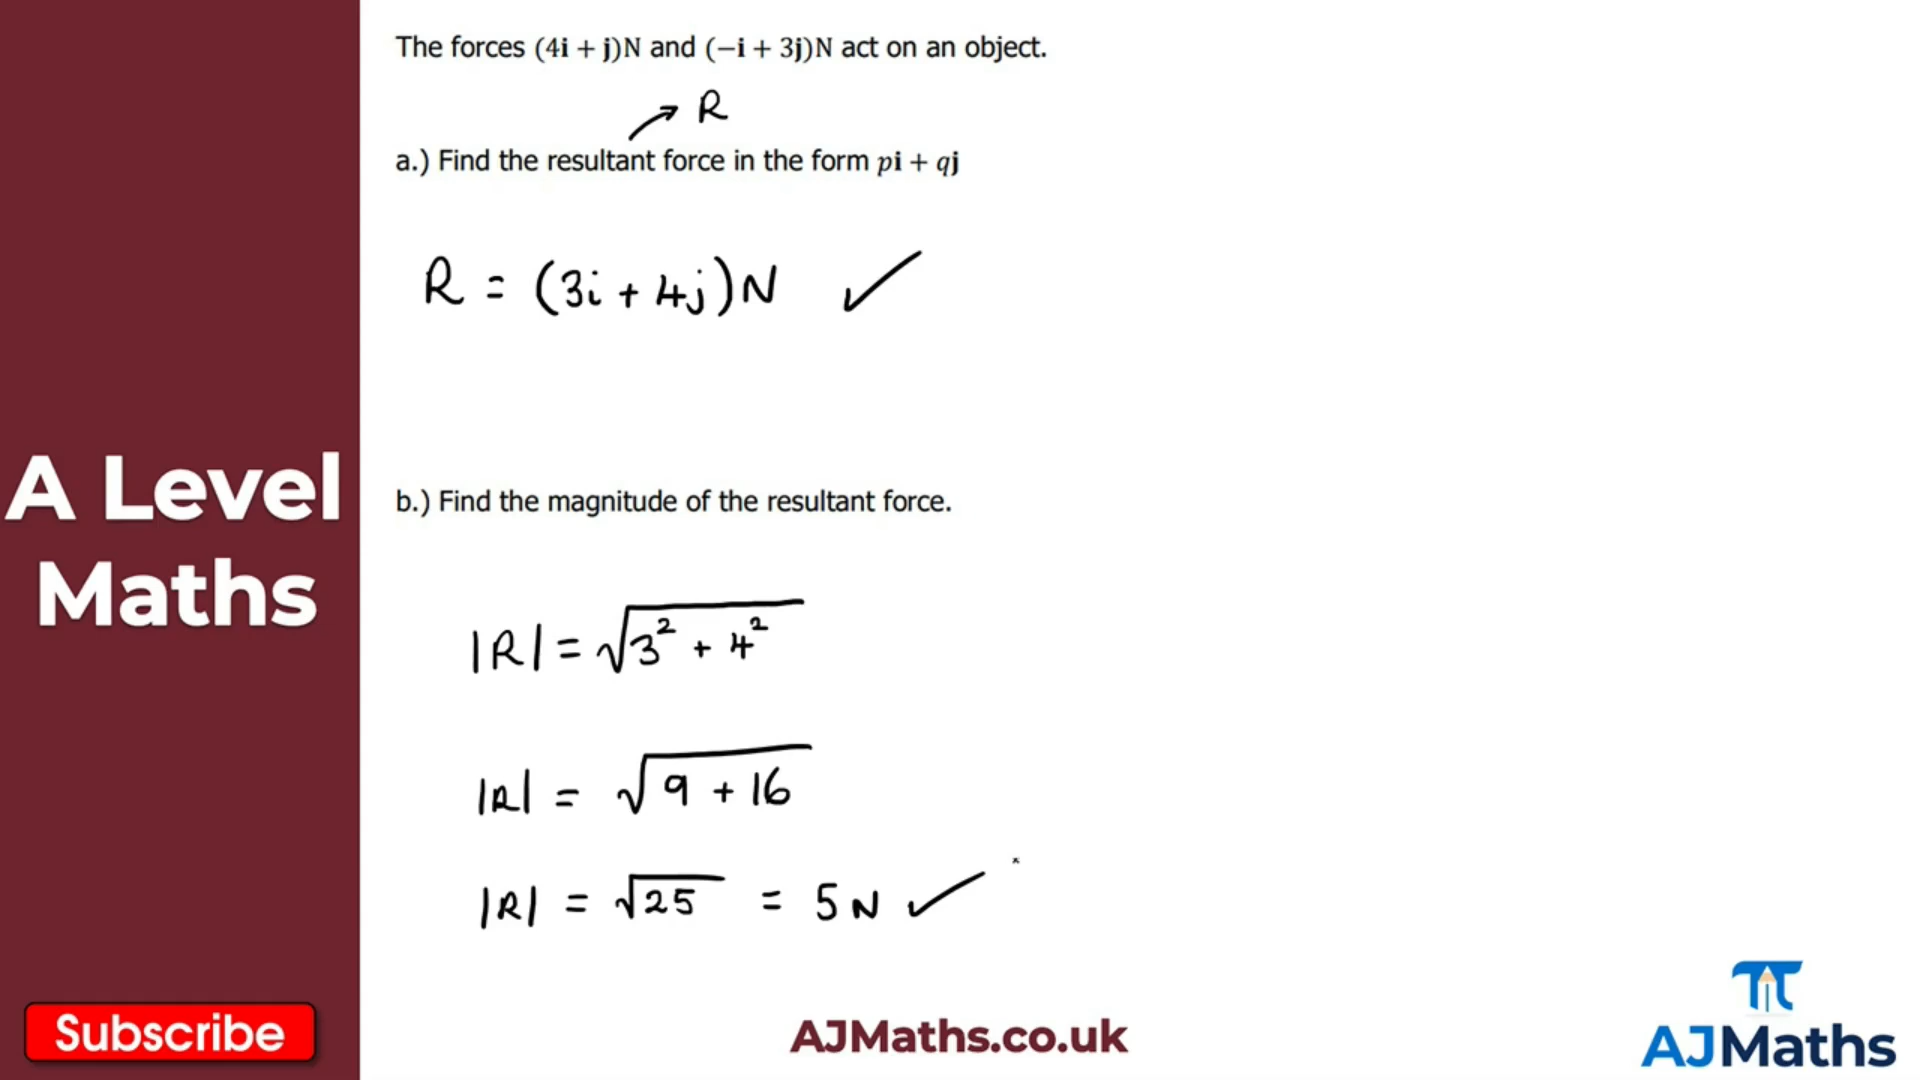 The forces (4i + j)N and (−i + 3j)N act on an object.
R
a.) Find the resultant force in the form pi + qj
R = (3i + 4j)N ✓
A Level
Maths
b.) Find the magnitude of the resultant force.
|R| = √3² + 4²
|R| = √9 + 16
|R| = √25 = 5N ✓
Subscribe
AJMaths.co.uk
AJMaths